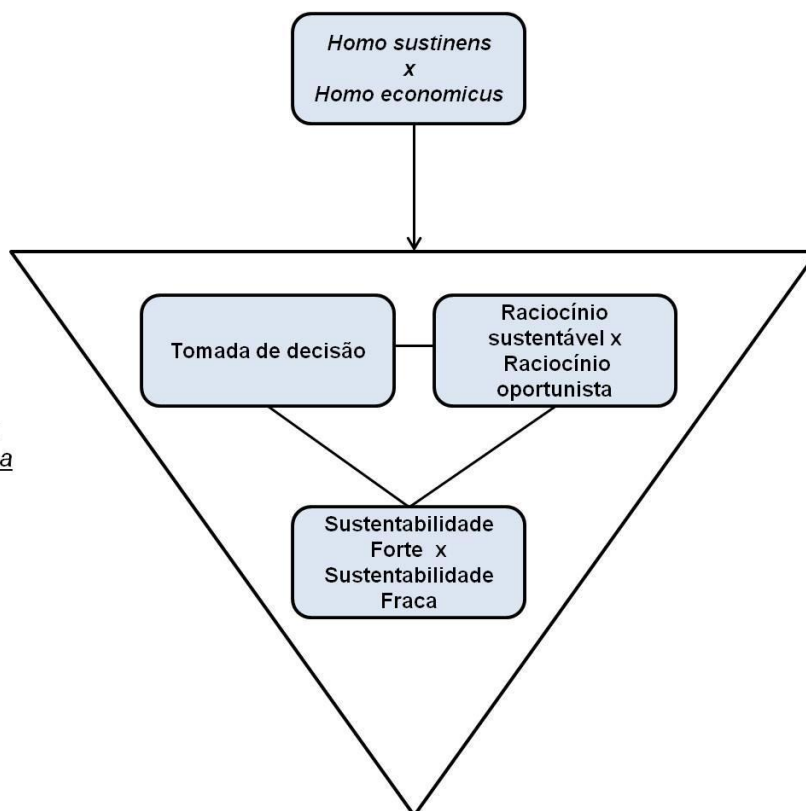 Homo sustinens
x
Homo economicus
Tomada de decisão
Raciocínio
sustentável x
Raciocínio
oportunista
a
Sustentabilidade
Forte x
Sustentabilidade
Fraca